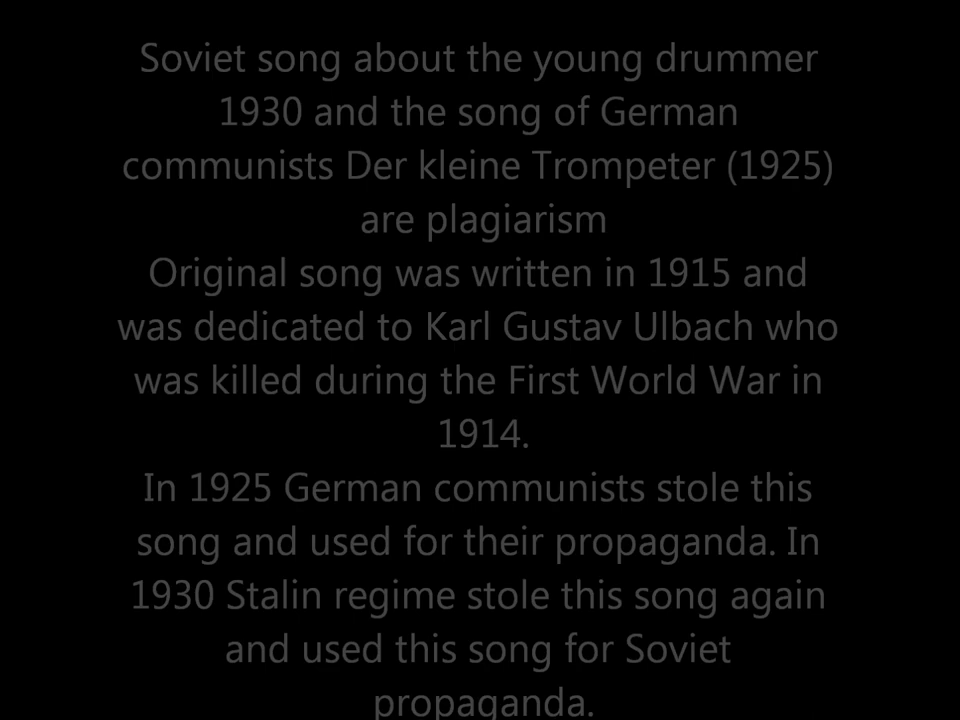 Soviet song about the young drummer
1930 and the song of German
communists Der kleine Trompeter (1925)
are plagiarism
Original song was written in 1915 and
was dedicated to Karl Gustav Ulbach who
was killed during the First World War in
1914.
In 1925 German communists stole this
song and used for their propaganda. In
1930 Stalin regime stole this song again
and used this song for Soviet
propaganda.